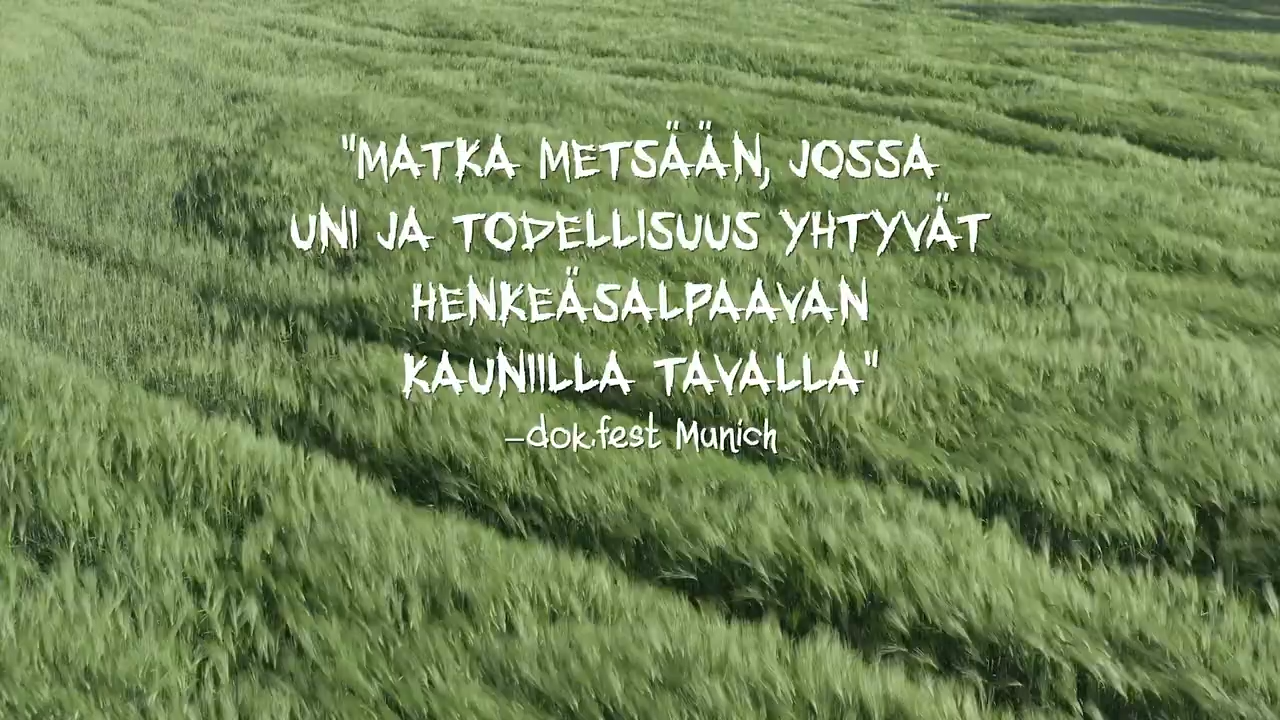 "MATKA METSÄÄN, JOSSA
UNI JA TODELLISUUS YHTYVÄT
HENKEÄSALPAAVAN
KAUNIILLA TAVALLA"
–dok.fest Munich